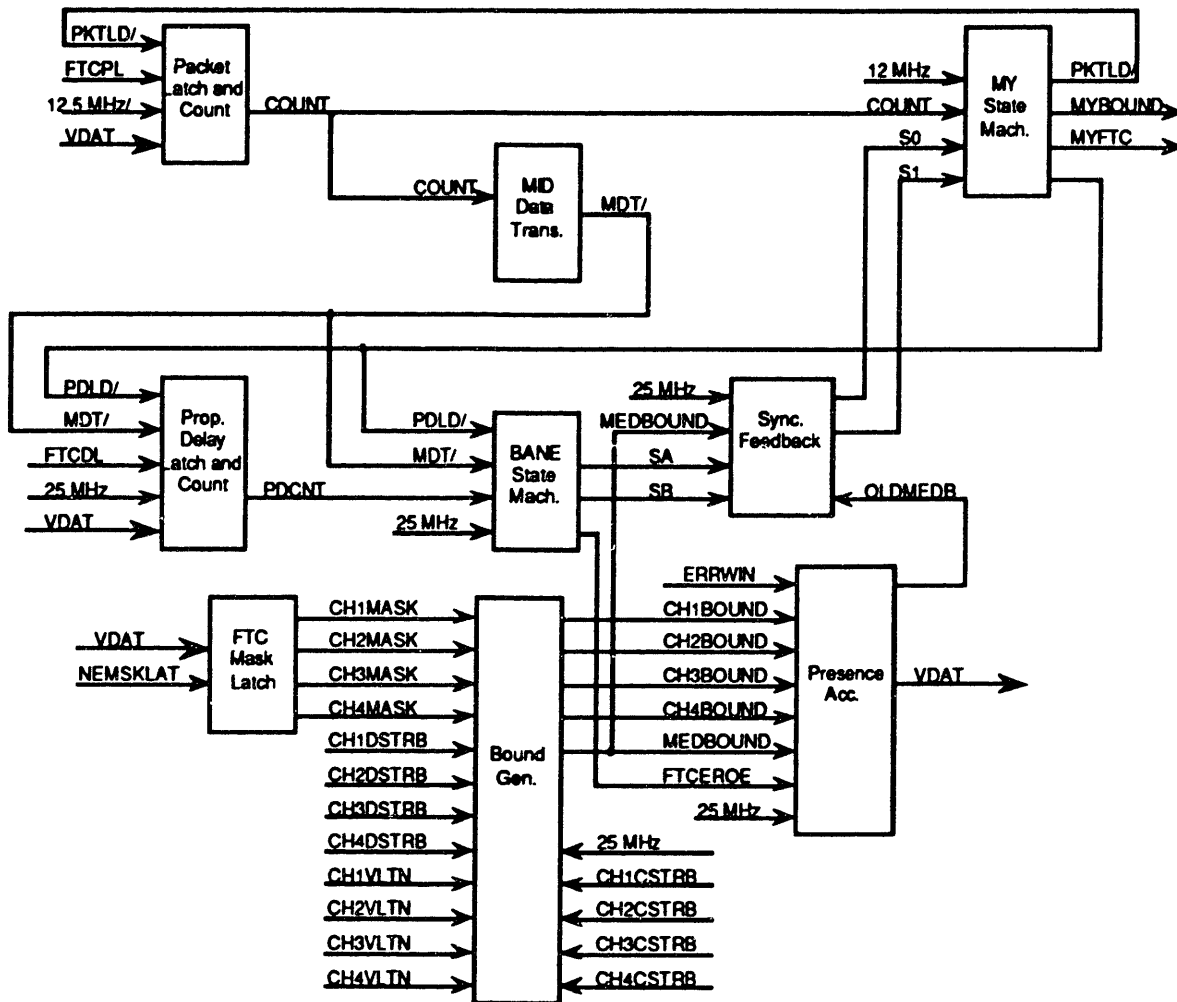 PKTLD/
FTCPL
12.5 MHz/
VDAT
Packet
Latch and
Count
COUNT
12 MHz
COUNT
S0
S1
MY
State
Mach.
PKTLD/
MYBOUND
MYFTC
COUNT
MID
Data
Trans.
MDT/
PDLD/
MDT/
FTCDL
25 MHz
VDAT
Prop.
Delay
Latch and
Count
PDCNT
PDLD/
MDT/
25 MHz
BANE
State
Mach.
SA
SB
25 MHz
MEDBOUND
Sync.
Feedback
OLDMEDB
VDAT
NEMSKLAT
FTC
Mask
Latch
CH1MASK
CH2MASK
CH3MASK
CH4MASK
CH1DSTRB
CH2DSTRB
CH3DSTRB
CH4DSTRB
CH1VLTN
CH2VLTN
CH3VLTN
CH4VLTN
Bound
Gen.
ERRWIN
CH1BOUND
CH2BOUND
CH3BOUND
CH4BOUND
MEDBOUND
FTCEROE
25 MHz
Presence
Acc.
VDAT
25 MHz
CH1CSTRB
CH2CSTRB
CH3CSTRB
CH4CSTRB